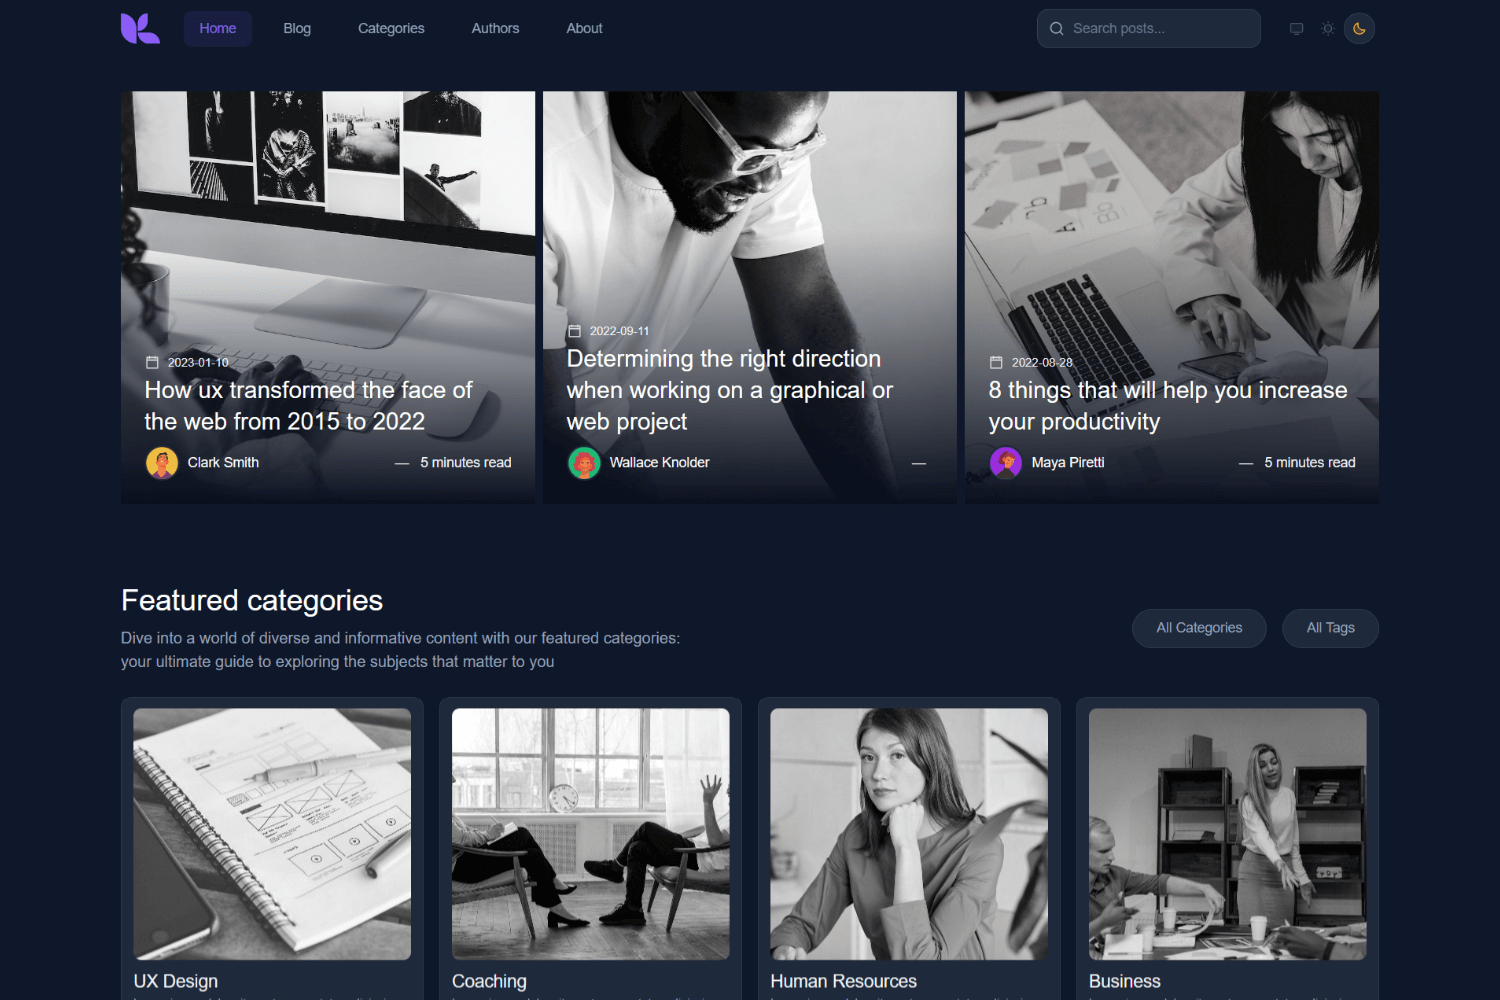 Home
Blog
Categories
Authors
About
Search posts...
2023-01-10
How ux transformed the face of
the web from 2015 to 2022
Clark Smith
— 5 minutes read
2022-09-11
Determining the right direction
when working on a graphical or
web project
Wallace Knolder
—
2022-08-28
8 things that will help you increase
your productivity
Maya Piretti
— 5 minutes read
Featured categories
Dive into a world of diverse and informative content with our featured categories:
your ultimate guide to exploring the subjects that matter to you
All Categories
All Tags
UX Design
Coaching
Human Resources
Business